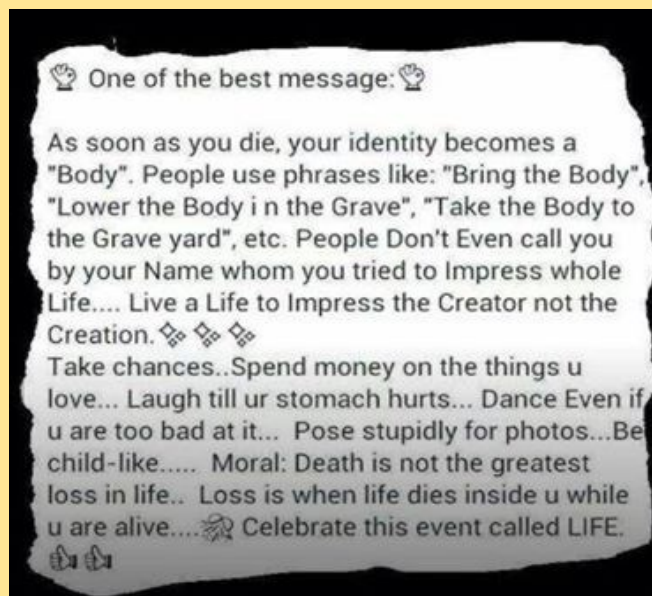 One of the best message:
As soon as you die, your identity becomes a
"Body". People use phrases like: "Bring the Body",
"Lower the Body i n the Grave", "Take the Body to
the Grave yard", etc. People Don't Even call you
by your Name whom you tried to Impress whole
Life.... Live a Life to Impress the Creator not the
Creation.
Take chances..Spend money on the things u
love... Laugh till ur stomach hurts... Dance Even if
u are too bad at it... Pose stupidly for photos...Be
child-like..... Moral: Death is not the greatest
loss in life.. Loss is when life dies inside u while
u are alive.... Celebrate this event called LIFE.